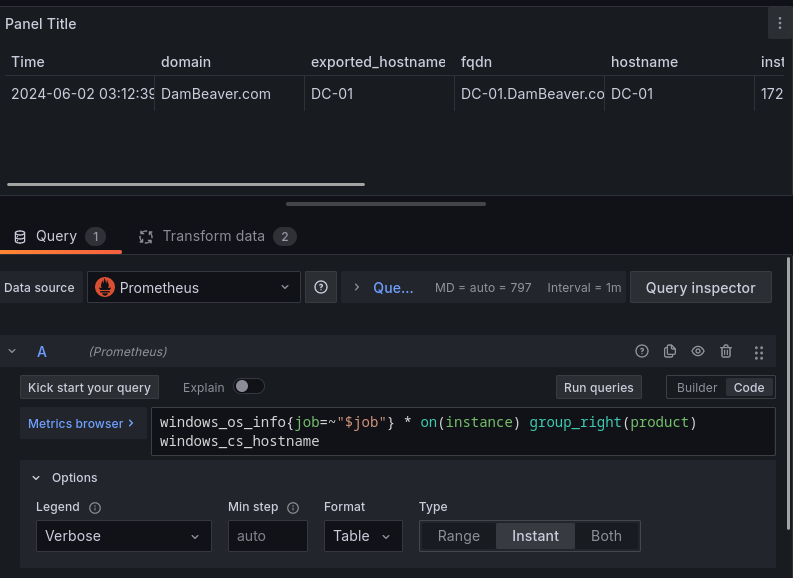 Panel Title
Time domain exported_hostname fqdn hostname inst
2024-06-02 03:12:39 DamBeaver.com DC-01 DC-01.DamBeaver.co DC-01 172
Query 1 Transform data 2
Data source Prometheus Que... MD = auto = 797 Interval = 1m Query inspector
A (Prometheus)
Kick start your query Explain Run queries Builder Code
Metrics browser > windows_os_info{job=~"$job"} * on(instance) group_right(product)
windows_cs_hostname
Options
Legend Min step Format Type
Verbose auto Table Range Instant Both